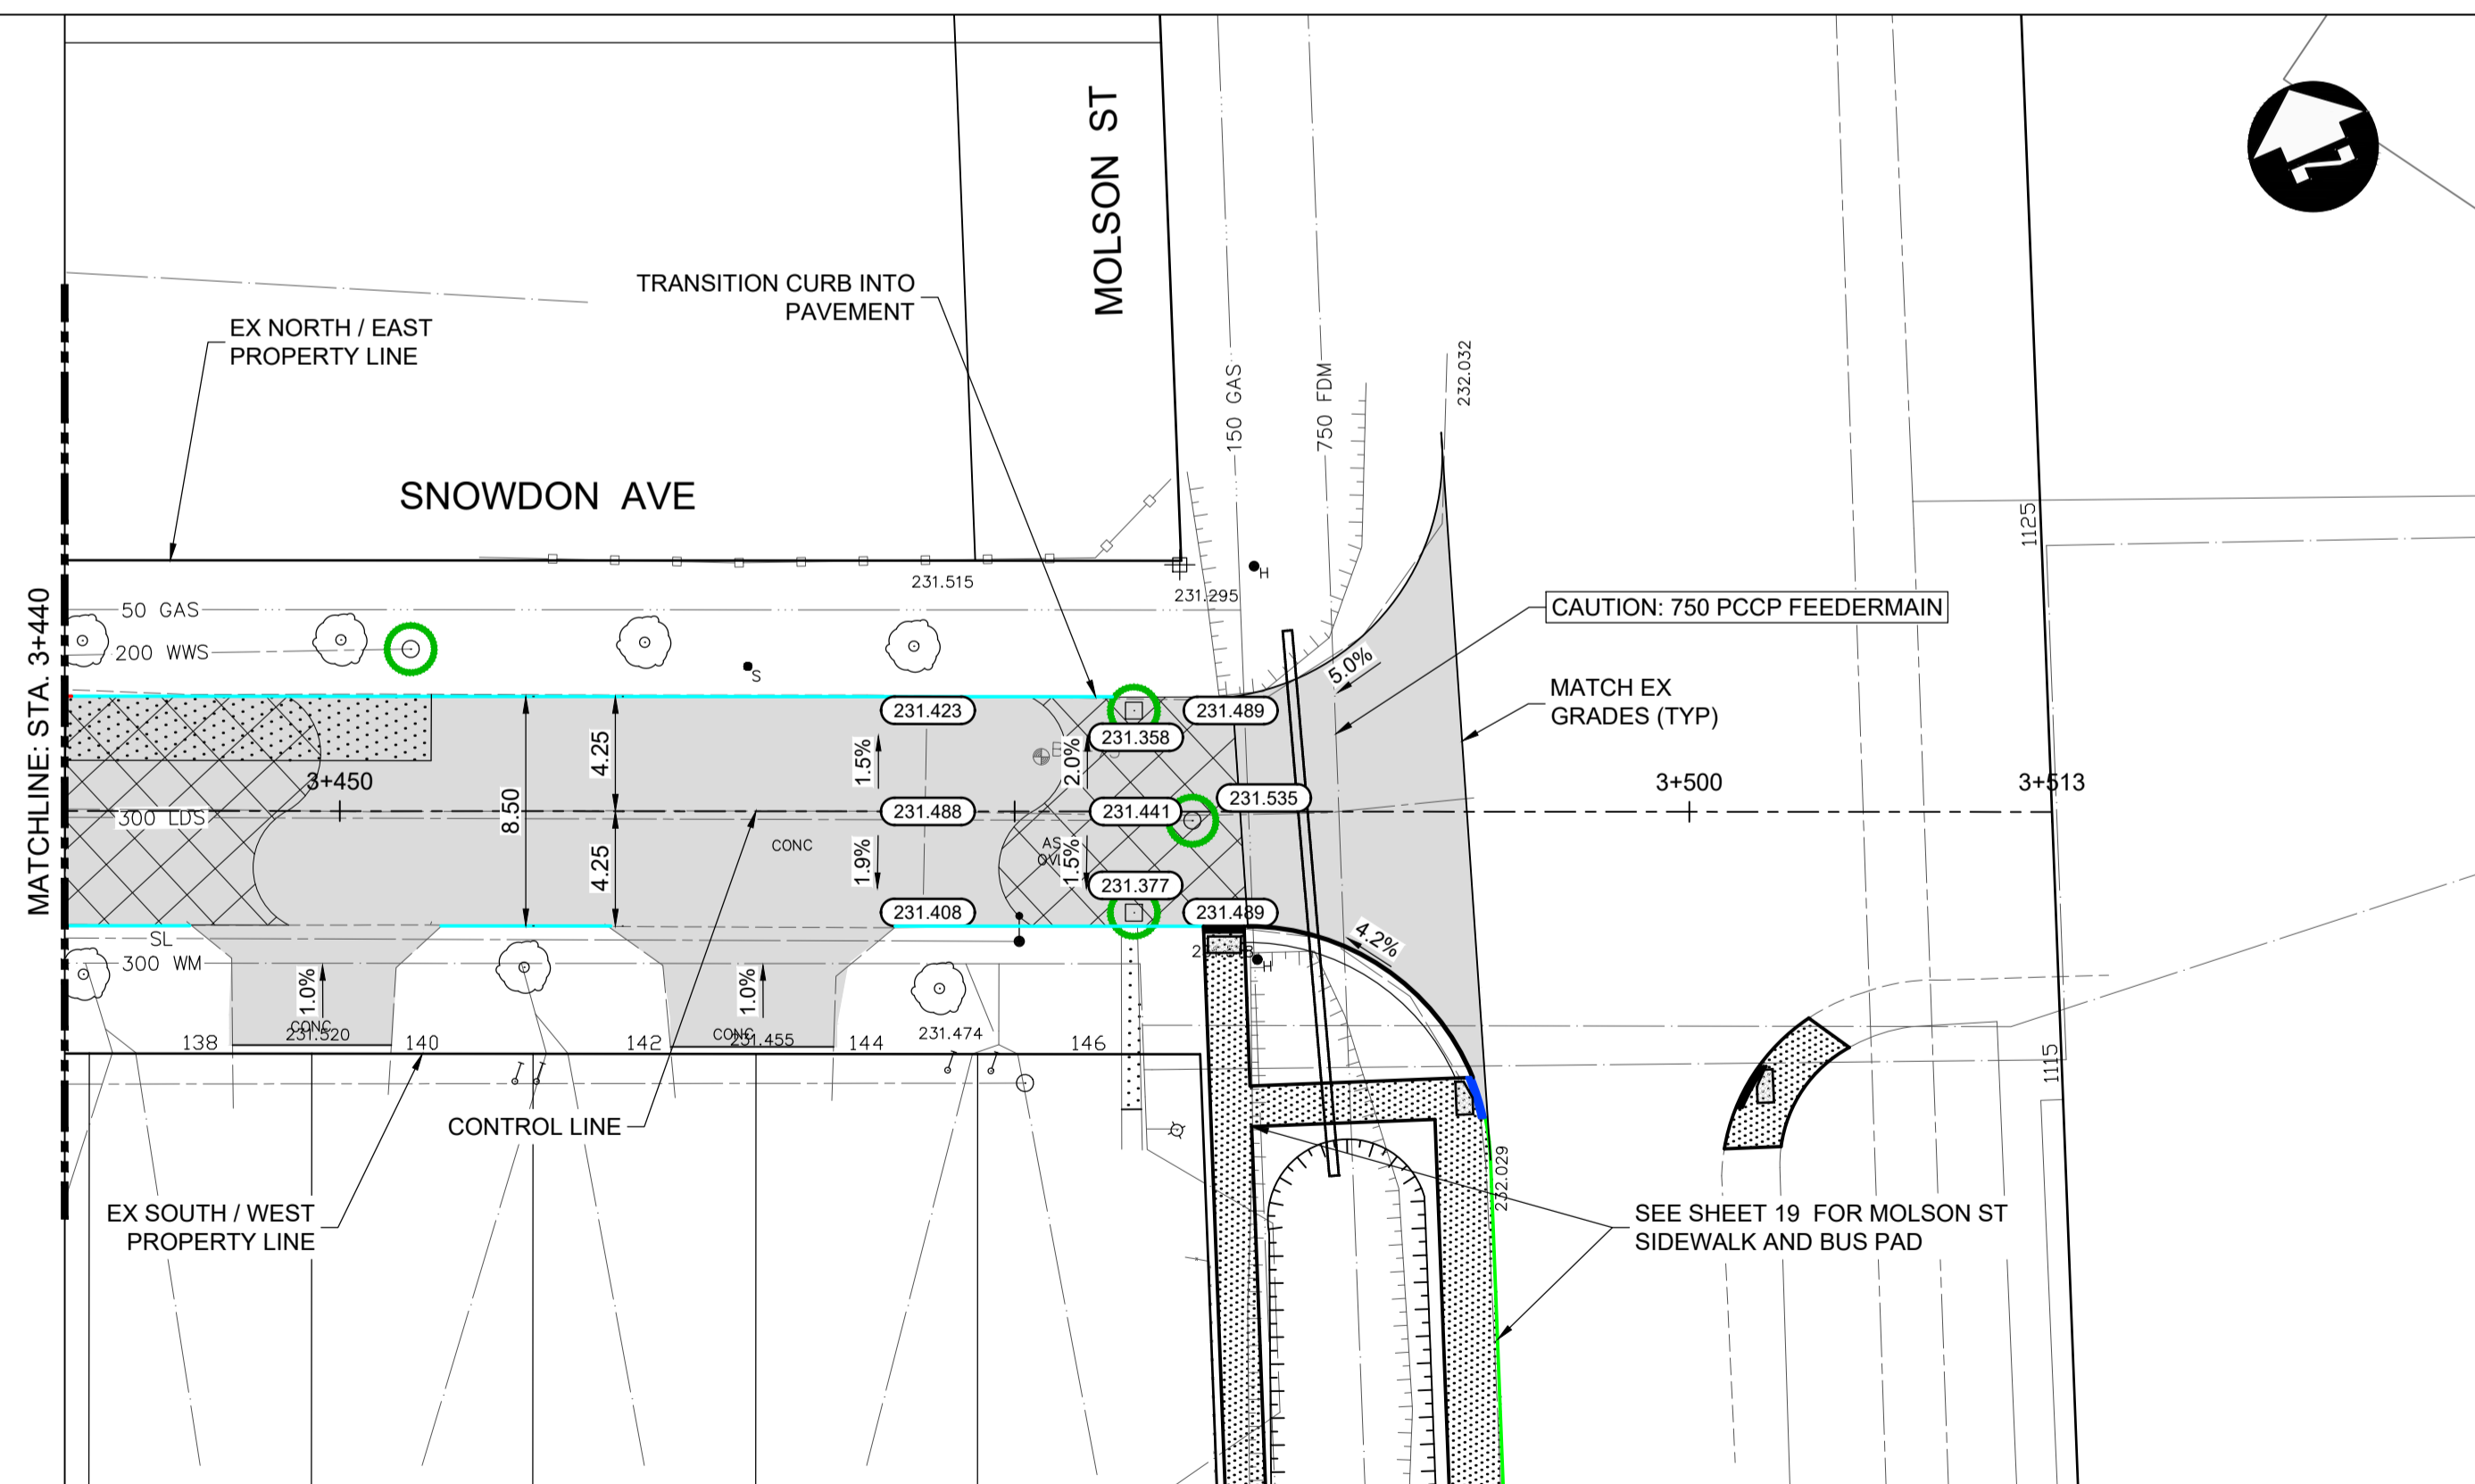 MOLSON ST
TRANSITION CURB INTO
PAVEMENT
EX NORTH / EAST
PROPERTY LINE
150 GAS
750 FDM
232.032
SNOWDON AVE
1125
231.515
231.295
H
50 GAS
200 WWS
S
CAUTION: 750 PCCP FEEDERMAIN
5.0%
MATCH EX
GRADES (TYP)
MATCHLINE: STA. 3+440
231.423
231.489
231.358
4.25
1.5%
2.0%
3+450
231.535
3+500
3+513
8.50
300 LDS
231.488
231.441
CONC
4.25
1.9%
1.5%
231.377
231.408
231.489
4.2%
SL
300 WM
H
1.0%
1.0%
CONC
231.520
CONC
231.455
231.474
138
140
142
144
146
1115
CONTROL LINE
EX SOUTH / WEST
PROPERTY LINE
232.029
SEE SHEET 19 FOR MOLSON ST
SIDEWALK AND BUS PAD